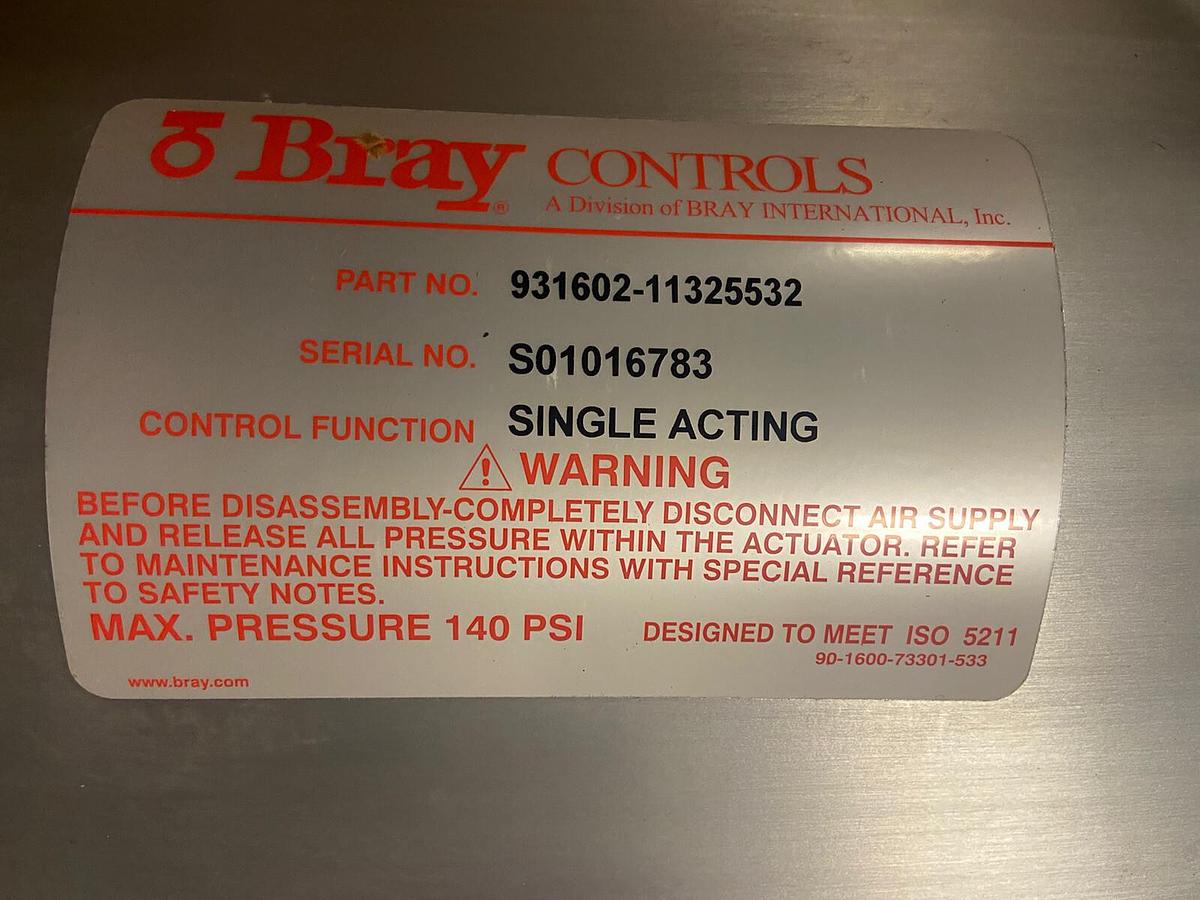 Bray® CONTROLS
A Division of BRAY INTERNATIONAL, Inc.
PART NO. 931602-11325532
SERIAL NO. S01016783
CONTROL FUNCTION SINGLE ACTING
WARNING
BEFORE DISASSEMBLY-COMPLETELY DISCONNECT AIR SUPPLY
AND RELEASE ALL PRESSURE WITHIN THE ACTUATOR. REFER
TO MAINTENANCE INSTRUCTIONS WITH SPECIAL REFERENCE
TO SAFETY NOTES.
MAX. PRESSURE 140 PSI DESIGNED TO MEET ISO 5211
90-1600-73301-533
www.bray.com